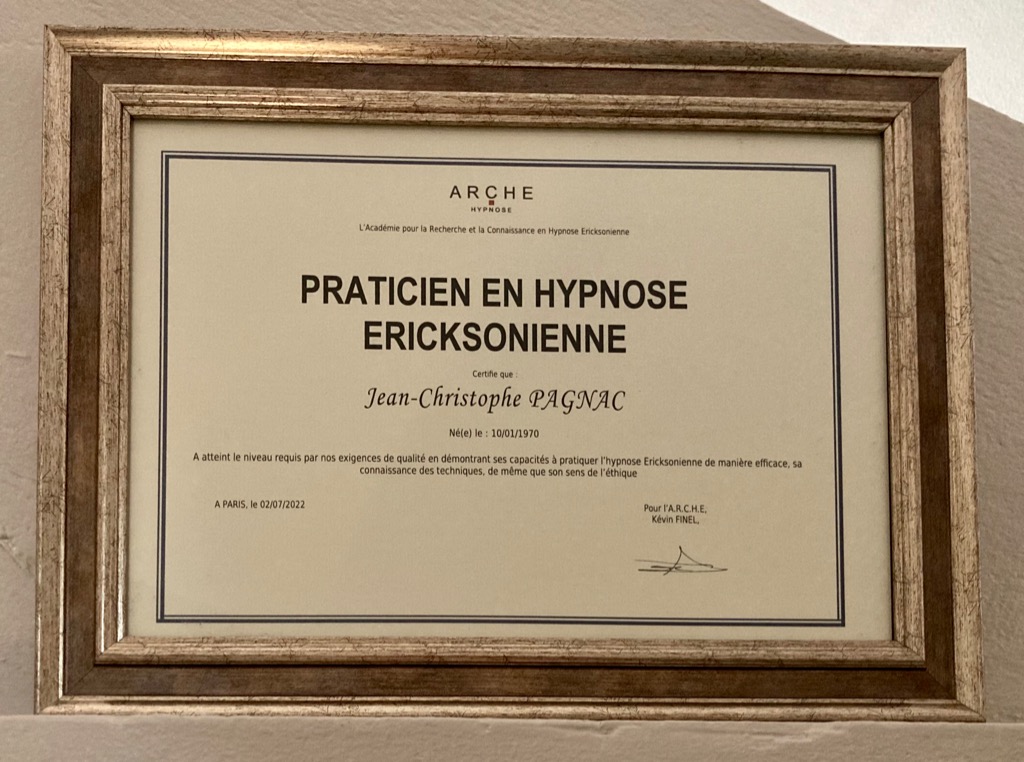 ARCHE
HYPNOSE
L'Académie pour la Recherche et la Connaissance en Hypnose Ericksonienne
PRATICIEN EN HYPNOSE
ERICKSONIENNE
Certifie que :
Jean-Christophe PAGNAC
Né(e) le : 10/01/1970
A atteint le niveau requis par nos exigences de qualité en démontrant ses capacités à pratiquer l'hypnose Ericksonienne de manière efficace, sa
connaissance des techniques, de même que son sens de l'éthique
A PARIS, le 02/07/2022
Pour l'A.R.C.H.E,
Kévin FINEL,